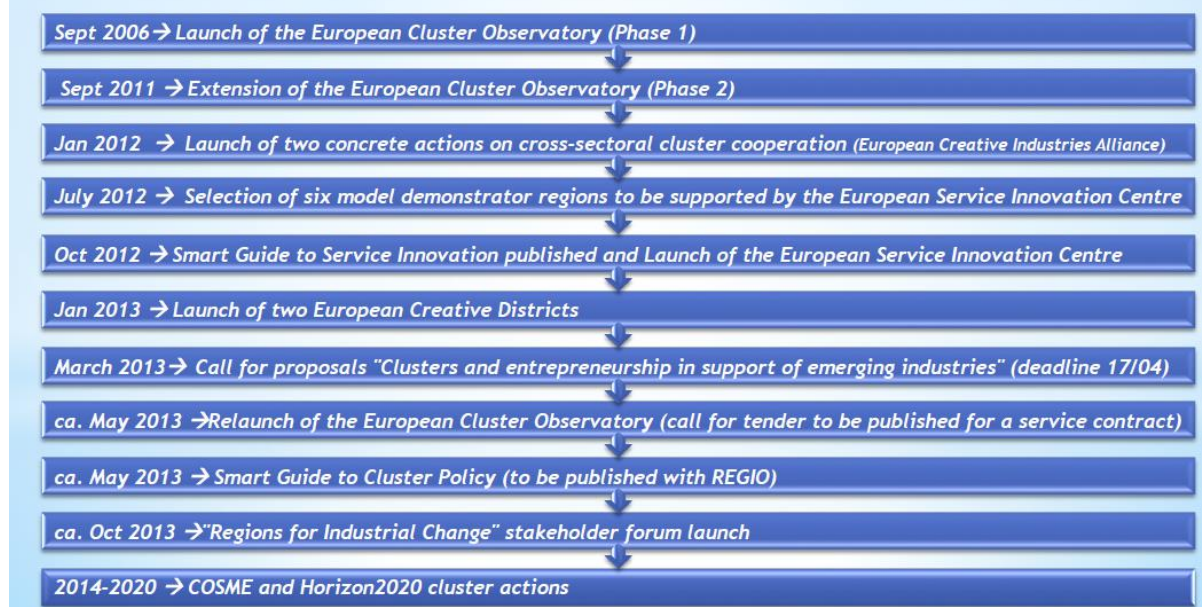 Sept 2006→ Launch of the European Cluster Observatory (Phase 1)
Sept 2011 → Extension of the European Cluster Observatory (Phase 2)
Jan 2012 → Launch of two concrete actions on cross-sectoral cluster cooperation (European Creative Industries Alliance)
July 2012 → Selection of six model demonstrator regions to be supported by the European Service Innovation Centre
Oct 2012 → Smart Guide to Service Innovation published and Launch of the European Service Innovation Centre
Jan 2013 → Launch of two European Creative Districts
March 2013→ Call for proposals "Clusters and entrepreneurship in support of emerging industries" (deadline 17/04)
ca. May 2013 →Relaunch of the European Cluster Observatory (call for tender to be published for a service contract)
ca. May 2013 → Smart Guide to Cluster Policy (to be published with REGIO)
ca. Oct 2013 →"Regions for Industrial Change" stakeholder forum launch
2014-2020 → COSME and Horizon2020 cluster actions